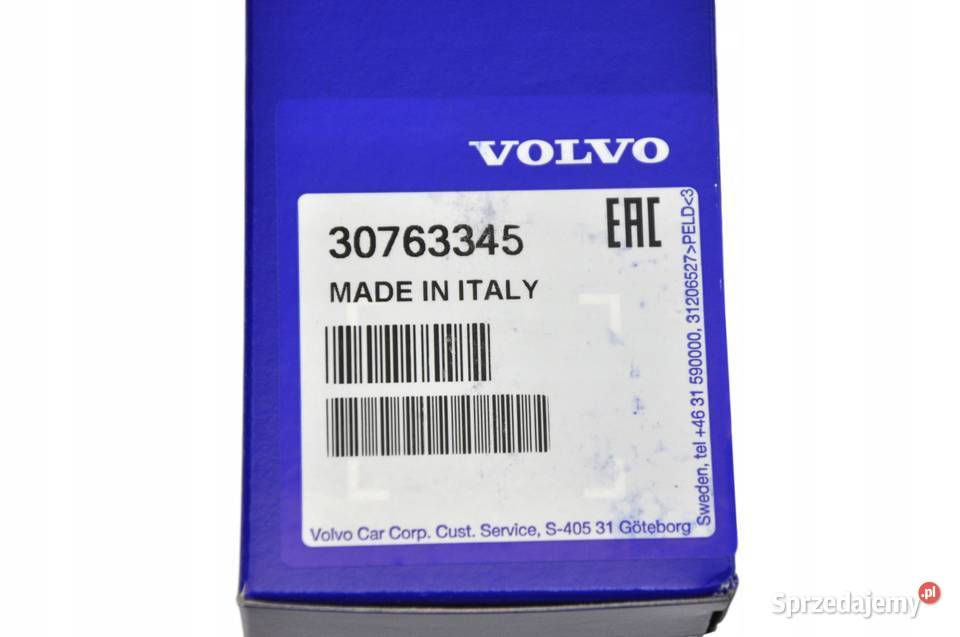 VOLVO
30763345
EAC
MADE IN ITALY
Volvo Car Corp. Cust. Service, S-405 31 Göteborg
Sweden, tel +46 31 590000, 31206527>PELD<3
Sprzedajemy.pl